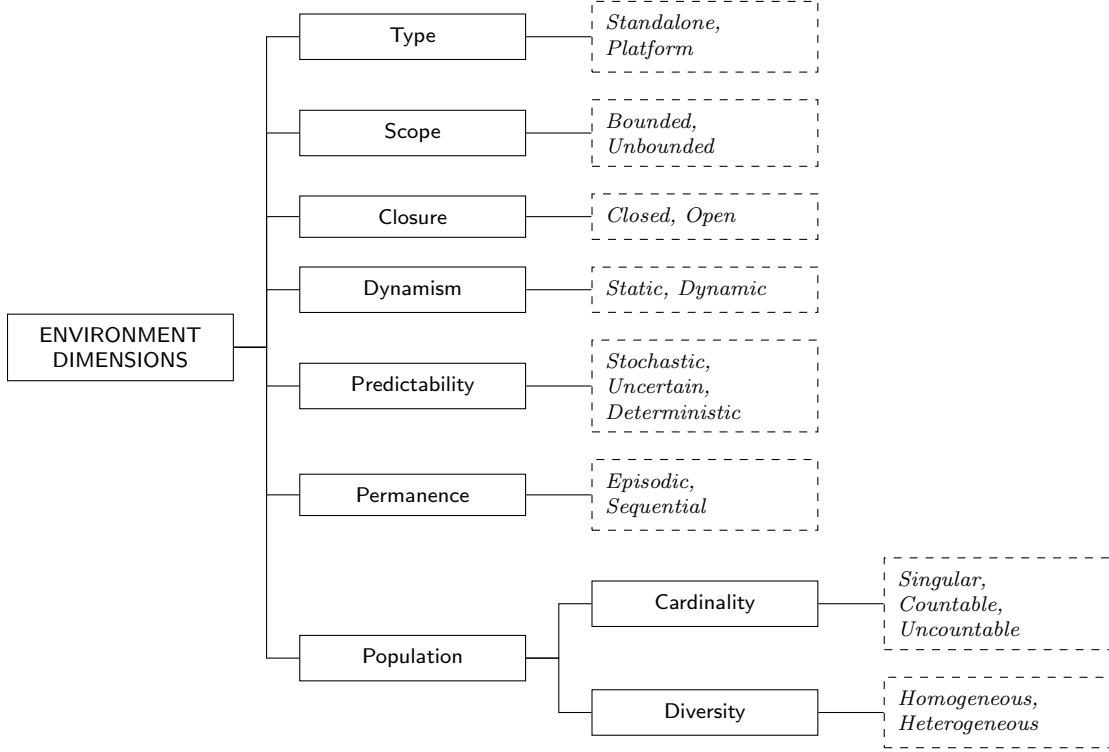 Type
Standalone,
Platform
Scope
Bounded,
Unbounded
Closure
Closed, Open
Dynamism
Static, Dynamic
ENVIRONMENT
DIMENSIONS
Predictability
Stochastic,
Uncertain,
Deterministic
Permanence
Episodic,
Sequential
Population
Cardinality
Singular,
Countable,
Uncountable
Diversity
Homogeneous,
Heterogeneous